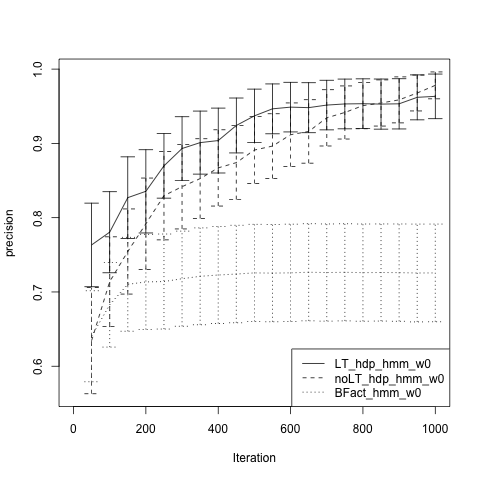 1.0
0.9
0.8
0.7
0.6
precision
0 200 400 600 800 1000
Iteration
LT_hdp_hmm_w0
noLT_hdp_hmm_w0
BFact_hmm_w0